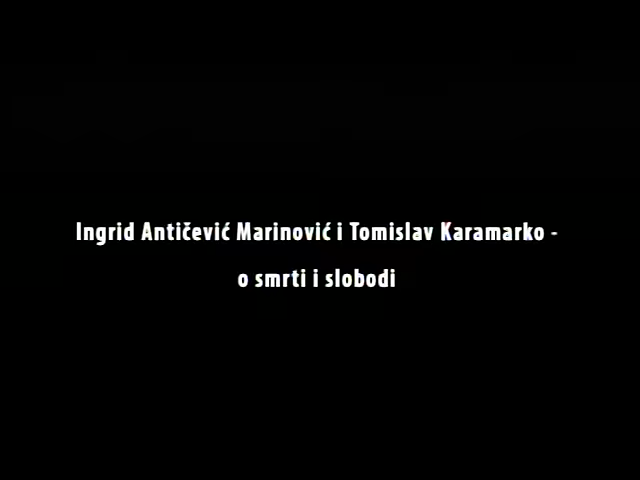 Ingrid Antičević Marinović i Tomislav Karamarko -
o smrti i slobodi